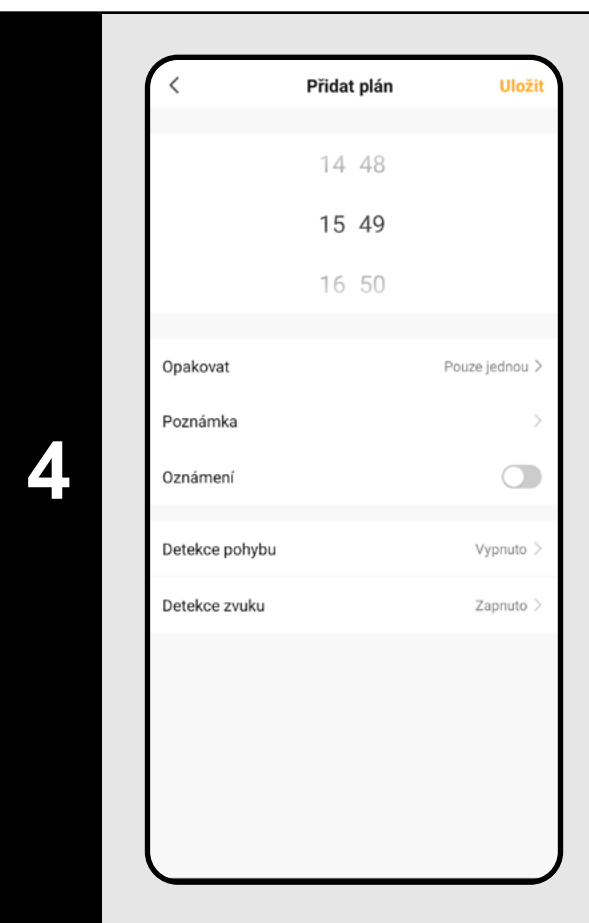 4
Přidat plán Uložit
14 48
15 49
16 50
Opakovat Pouze jednou
Poznámka
Oznámení
Detekce pohybu Vypnuto
Detekce zvuku Zapnuto